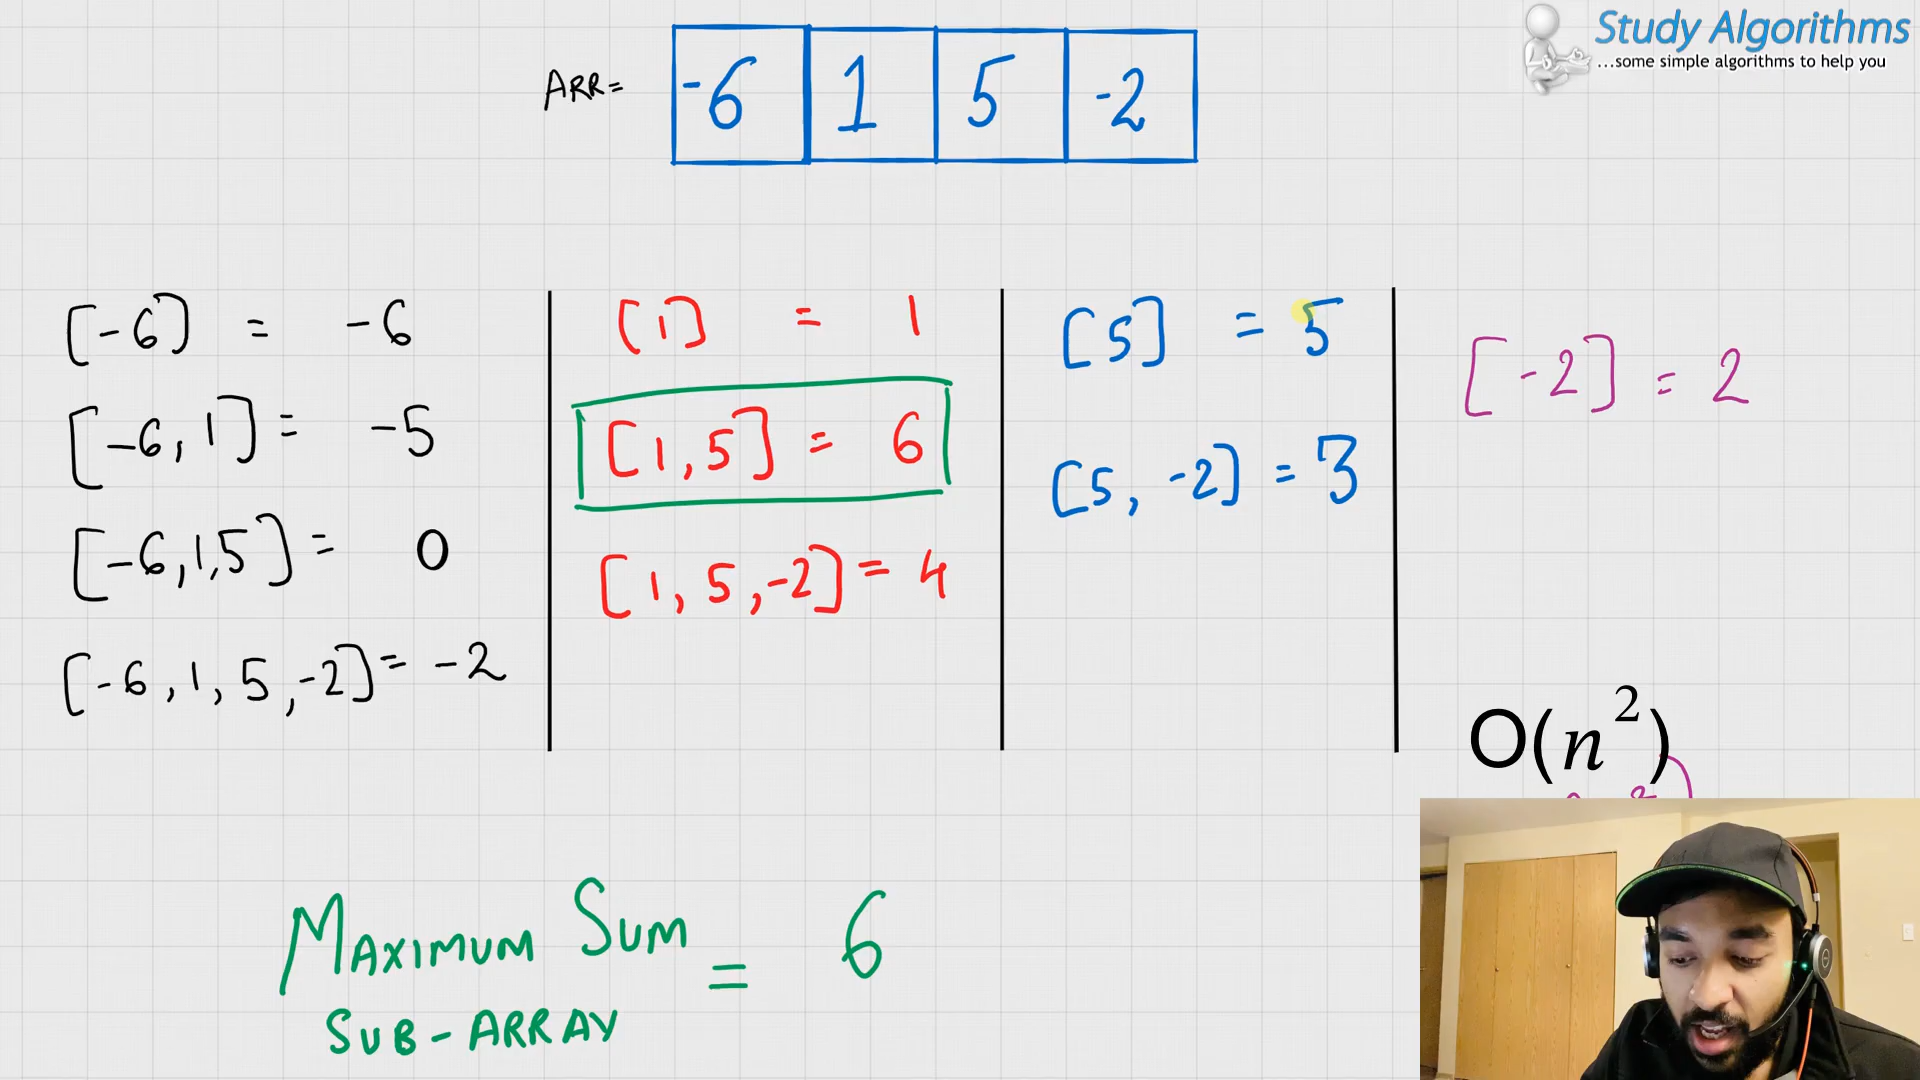 Study Algorithms
...some simple algorithms to help you
ARR= -6 1 5 -2
[-6] = -6
[-6, 1] = -5
[-6, 1, 5] = 0
[-6, 1, 5, -2] = -2
[1] = 1
[1, 5] = 6
[1, 5, -2] = 4
[5] = 5
[5, -2] = 3
[-2] = 2
O(n²)
MAXIMUM SUM
SUB-ARRAY = 6